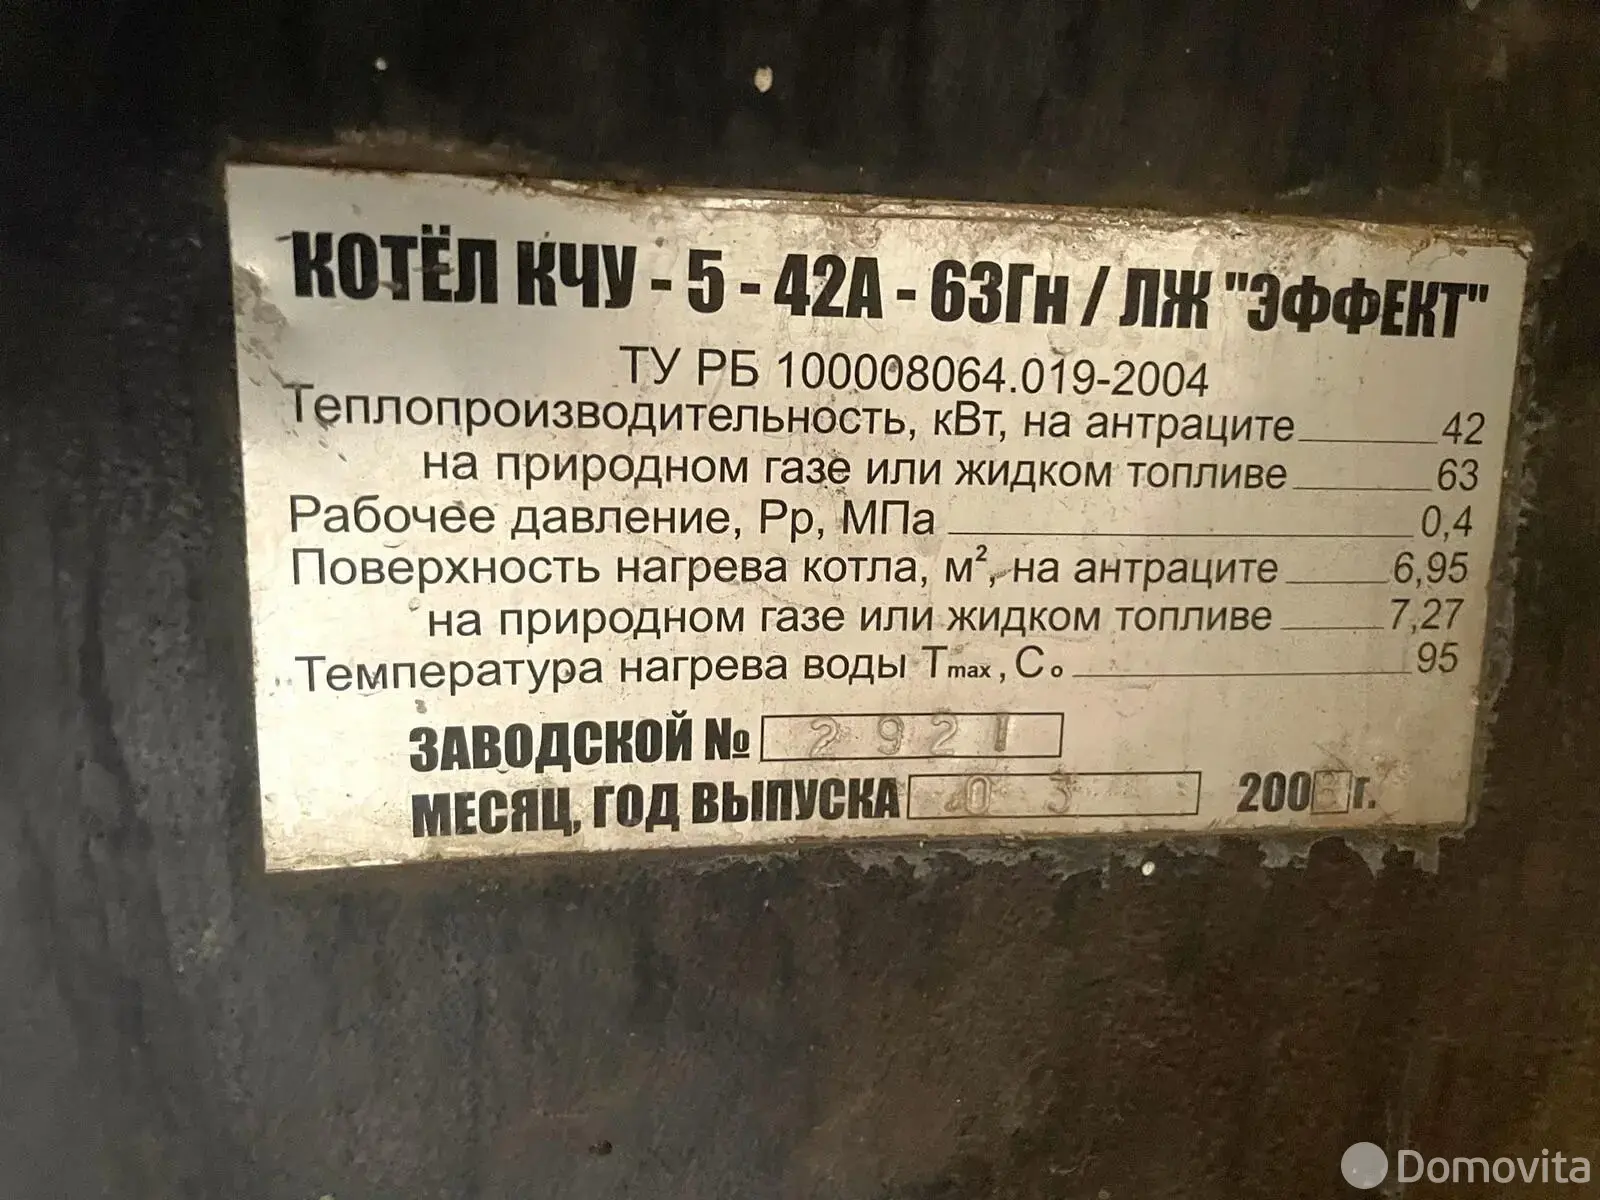 КОТЁЛ КЧУ - 5 - 42А - 63Гн / ЛЖ "ЭФФЕКТ"
ТУ РБ 100008064.019-2004
Теплопроизводительность, кВт, на антраците 42
на природном газе или жидком топливе 63
Рабочее давление, Рр, МПа 0,4
Поверхность нагрева котла, м², на антраците 6,95
на природном газе или жидком топливе 7,27
Температура нагрева воды Tmax, Со 95
ЗАВОДСКОЙ № 2921
МЕСЯЦ, ГОД ВЫПУСКА 03 200 г.
Domovita